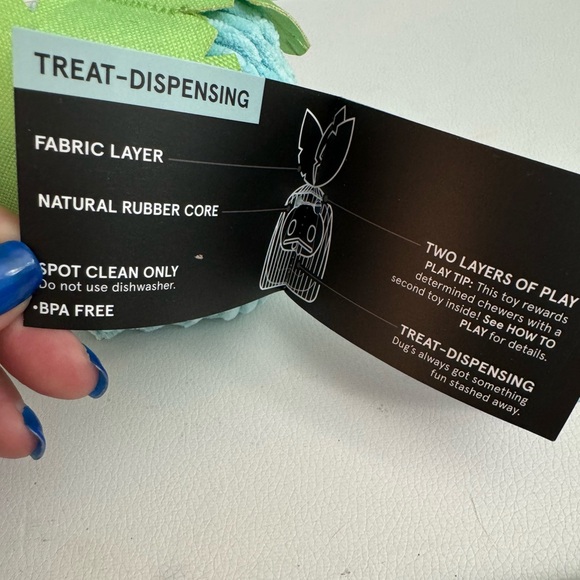 TREAT-DISPENSING
FABRIC LAYER
NATURAL RUBBER CORE
SPOT CLEAN ONLY
Do not use dishwasher.
•BPA FREE
TWO LAYERS OF PLAY
PLAY TIP: This toy rewards
determined chewers with a
second toy inside! See HOW TO
PLAY for details.
TREAT-DISPENSING
Dug's always got something
fun stashed away.